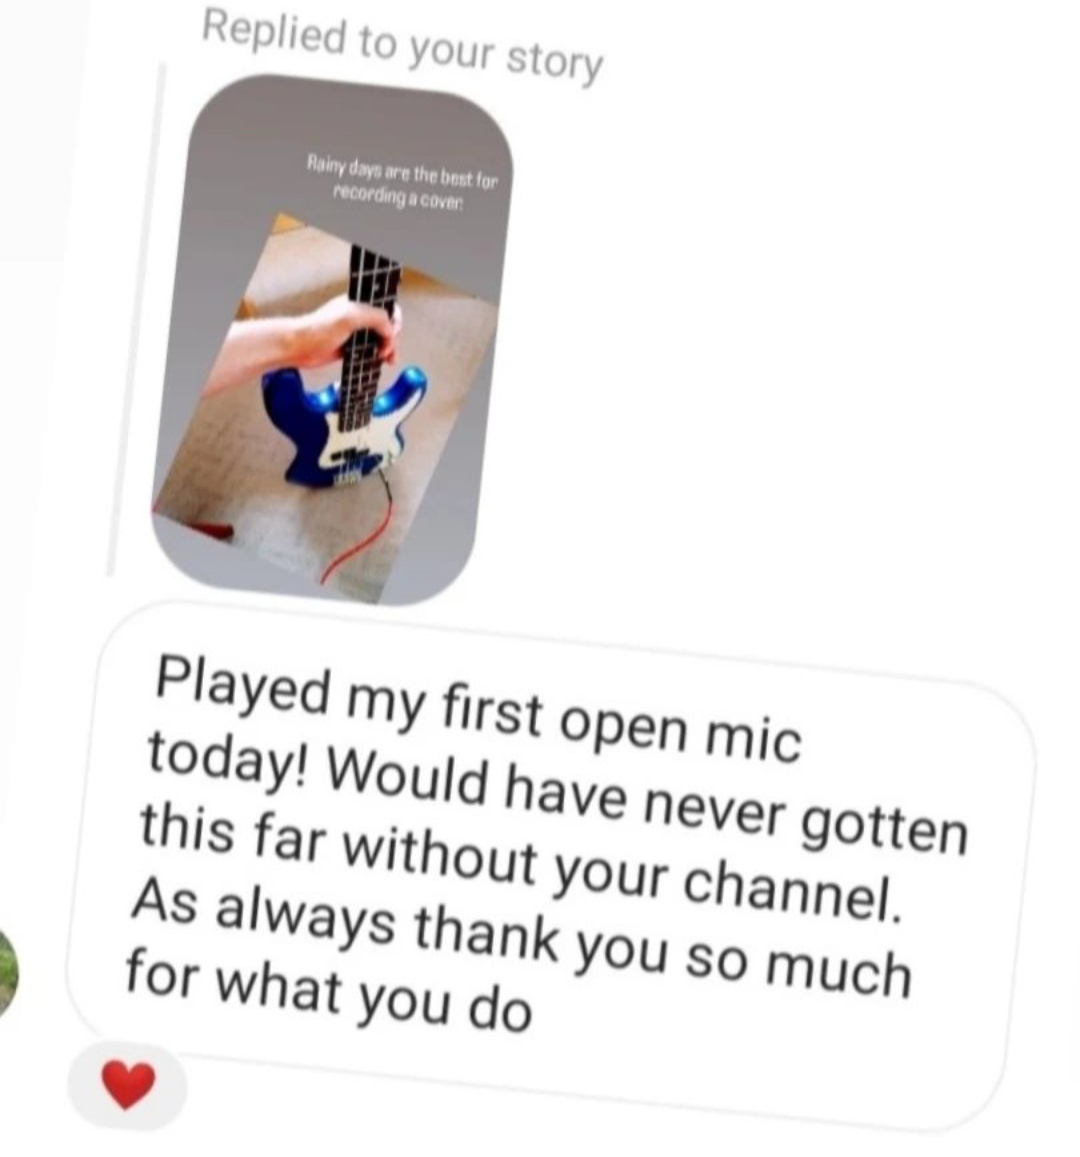 Replied to your story
Rainy days are the best for
recording a cover.
Played my first open mic
today! Would have never gotten
this far without your channel.
As always thank you so much
for what you do